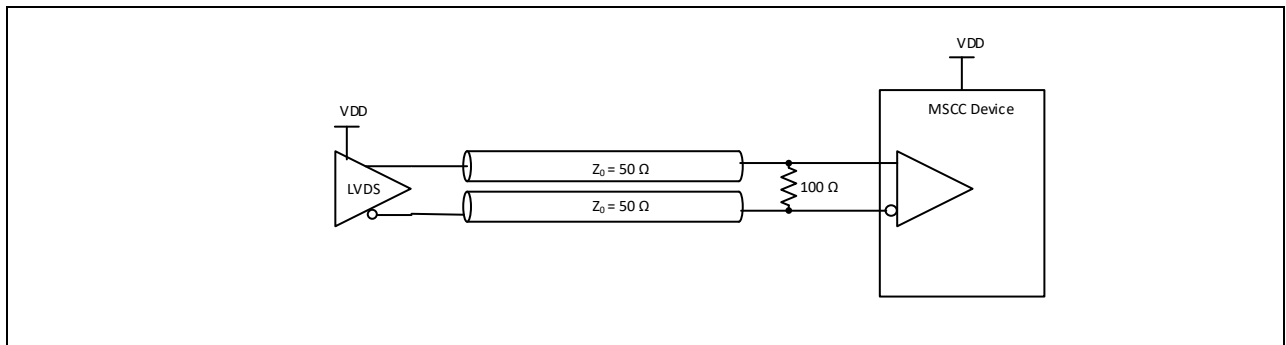 VDD
MSCC Device
VDD
LVDS
Z₀ = 50 Ω
100 Ω
Z₀ = 50 Ω